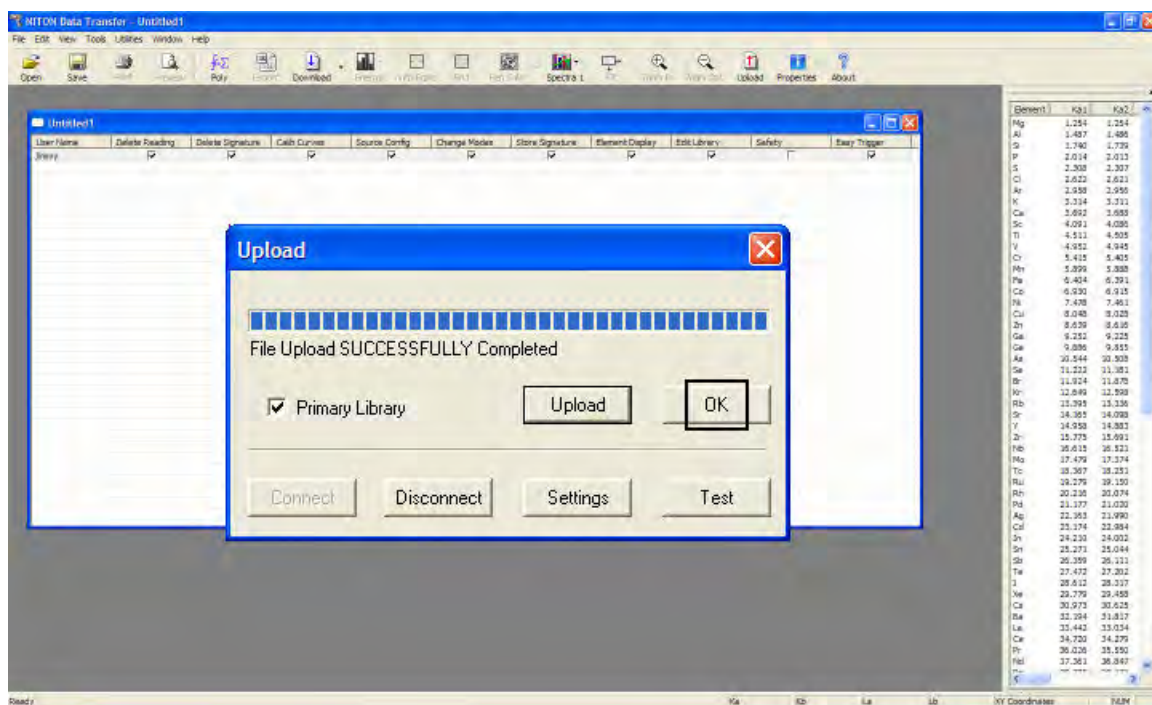 NITON Data Transfer - Untitled1
File Edit View Tools Utilities Window Help
Open Save Print Preview Poly Export Download Spectra 1 Upload Properties About
Untitled1
User Name Delete Reading Delete Signature Calib Curves Source Config Change Modes Store Signature Element Display Edit Library Safety Easy Trigger
Upload
File Upload SUCCESSFULLY Completed
Primary Library
Upload
OK
Connect
Disconnect
Settings
Test
Element Ka1 Ka2
Mg 1.254 1.254
Al 1.487 1.486
Si 1.740 1.739
P 2.014 2.013
S 2.308 2.307
Cl 2.622 2.621
Ar 2.958 2.956
K 3.314 3.311
Ca 3.692 3.688
Sc 4.091 4.086
Ti 4.511 4.505
V 4.952 4.945
Cr 5.415 5.405
Mn 5.899 5.888
Fe 6.404 6.391
Co 6.930 6.915
Ni 7.478 7.461
Cu 8.048 8.028
Zn 8.639 8.616
Ga 9.252 9.225
Ge 9.886 9.855
As 10.544 10.508
Se 11.222 11.181
Br 11.924 11.878
Kr 12.649 12.598
Rb 13.395 13.336
Sr 14.165 14.098
Y 14.958 14.883
Zr 15.775 15.691
Nb 16.615 16.521
Mo 17.479 17.374
Tc 18.367 18.251
Ru 19.279 19.150
Rh 20.216 20.074
Pd 21.177 21.020
Ag 22.163 21.990
Cd 23.174 22.984
In 24.210 24.002
Sn 25.271 25.044
Sb 26.359 26.111
Te 27.472 27.202
I 28.612 28.317
Xe 29.779 29.458
Cs 30.973 30.625
Ba 32.194 31.817
La 33.442 33.034
Ce 34.720 34.279
Pr 36.026 35.550
Nd 37.361 36.847
Ready Ka Kb La Lb XY Coordinates NUM